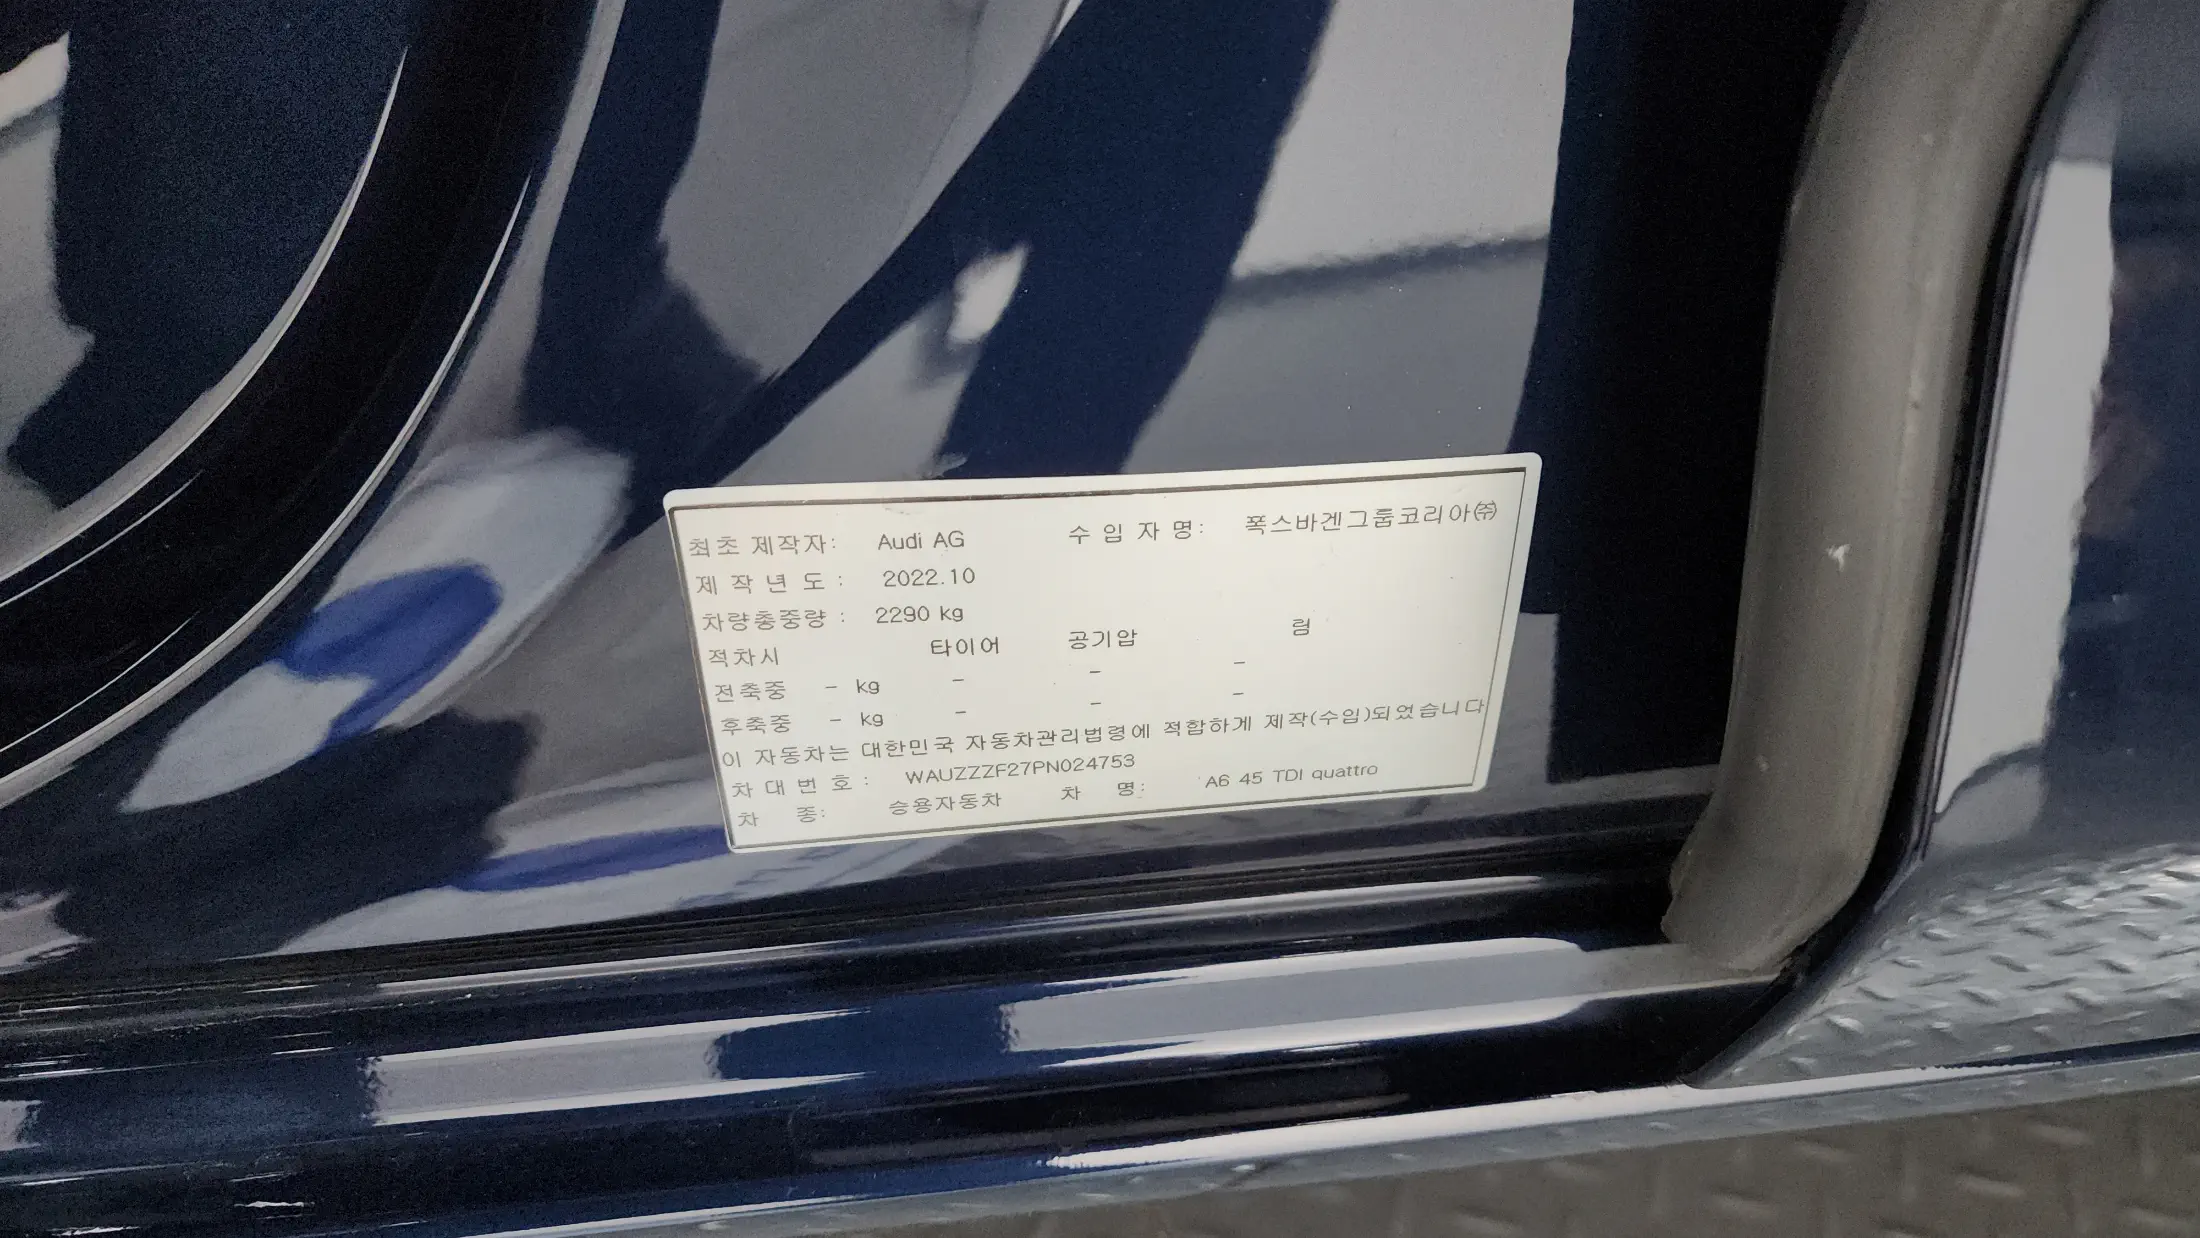 최초 제작자: Audi AG 수 입 자 명: 폭스바겐그룹코리아㈜
제 작 년 도 : 2022.10
차량총중량 : 2290 kg
적차시 타이어 공기압 림
전축중 - kg - - -
후축중 - kg - - -
이 자동차는 대한민국 자동차관리법령에 적합하게 제작(수입)되었습니다
차 대 번 호 : WAUZZZF27PN024753
차 종: 승용자동차 차 명: A6 45 TDI quattro